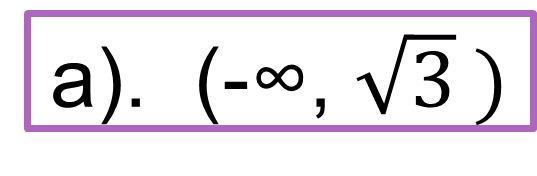 a). (-∞, √3 )